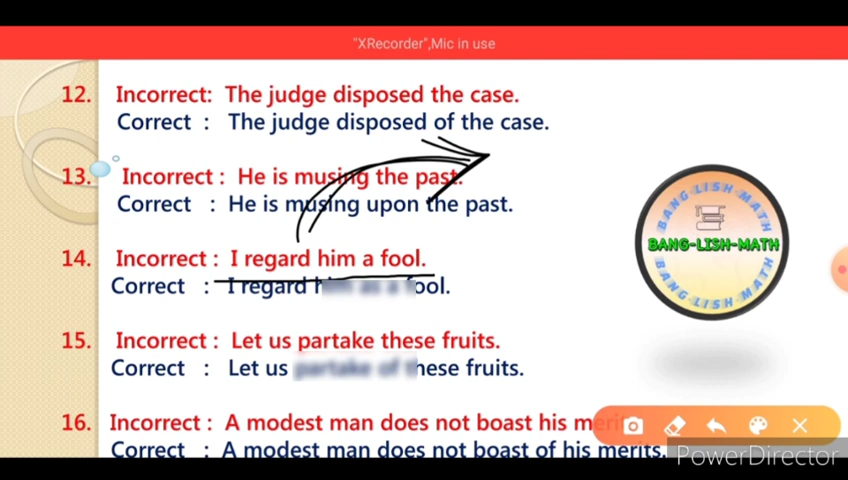 "XRecorder",Mic in use
12. Incorrect: The judge disposed the case.
Correct : The judge disposed of the case.
13. Incorrect : He is musing the past.
Correct : He is musing upon the past.
14. Incorrect : I regard him a fool.
Correct : I regard fool.
BANG-LISH MATH
BANG-LISH-MATH
BANG-LISH MATH
15. Incorrect : Let us partake these fruits.
Correct : Let us these fruits.
16. Incorrect : A modest man does not boast his
Correct : A modest man does not boast of his merits.
PowerDirector